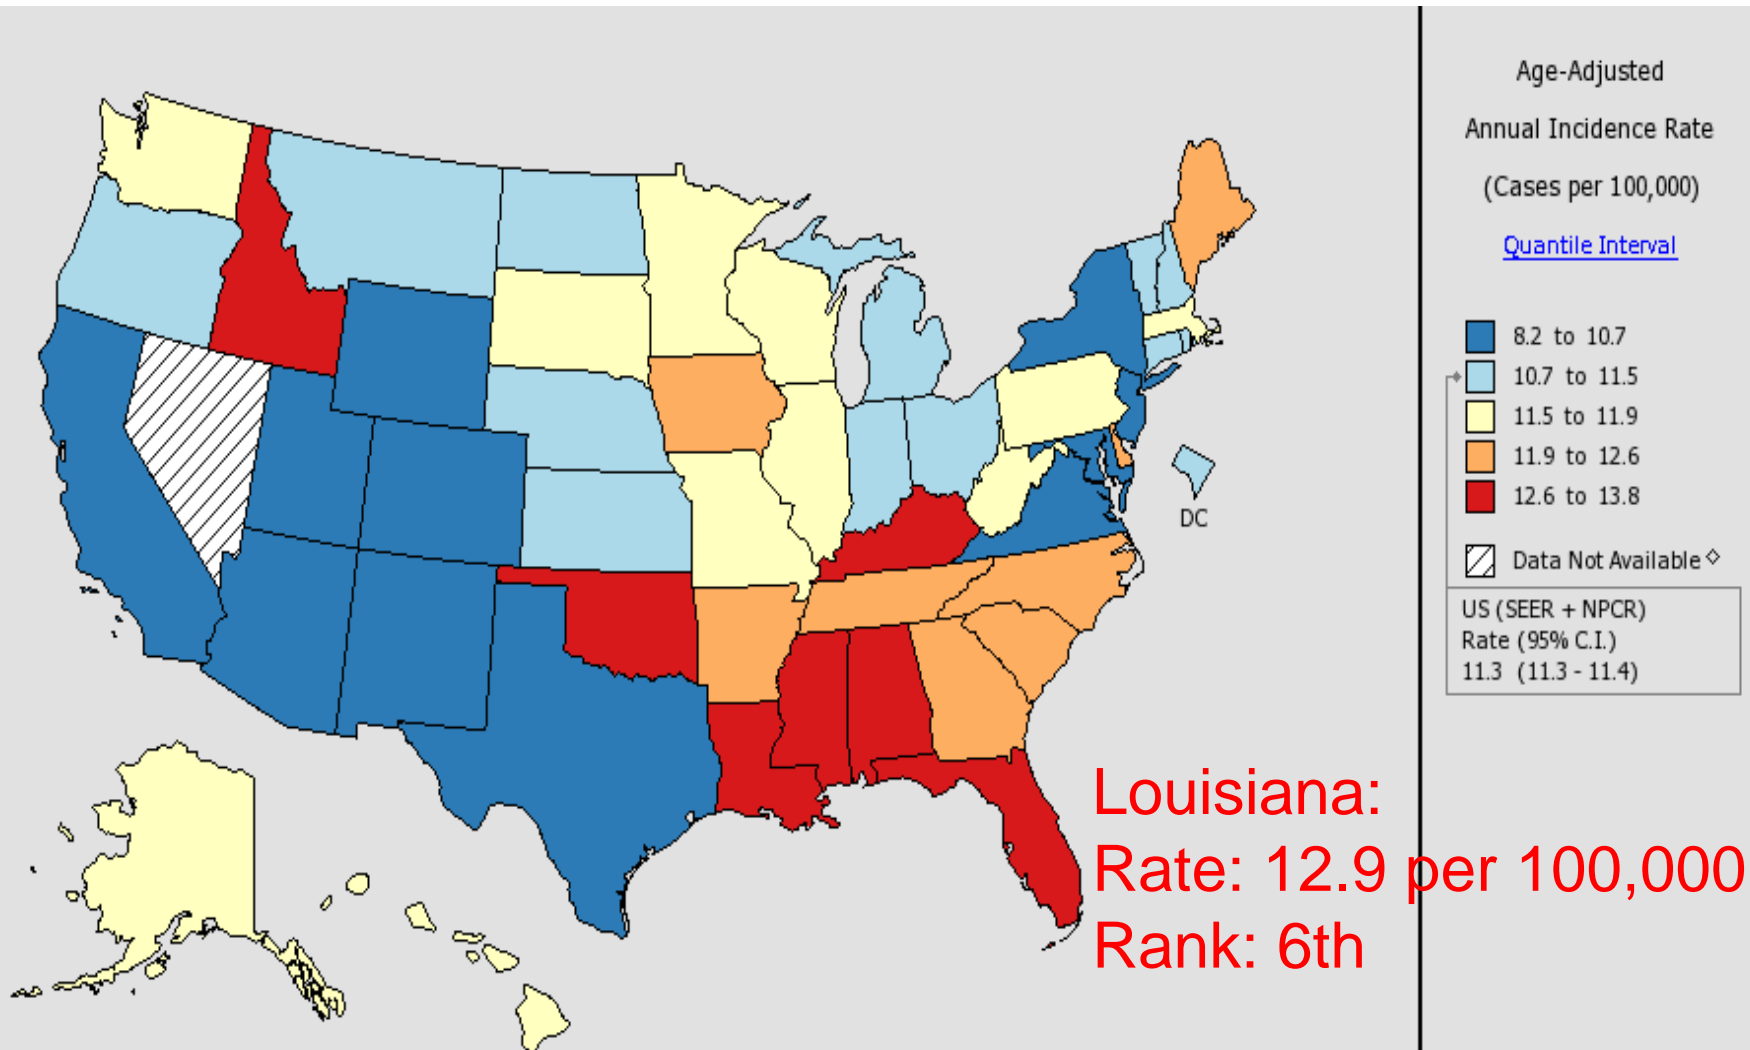 Age-Adjusted
Annual Incidence Rate
(Cases per 100,000)
Quantile Interval
8.2 to 10.7
10.7 to 11.5
11.5 to 11.9
11.9 to 12.6
12.6 to 13.8
Data Not Available ◇
US (SEER + NPCR)
Rate (95% C.I.)
11.3 (11.3 - 11.4)
DC
Louisiana:
Rate: 12.9 per 100,000
Rank: 6th